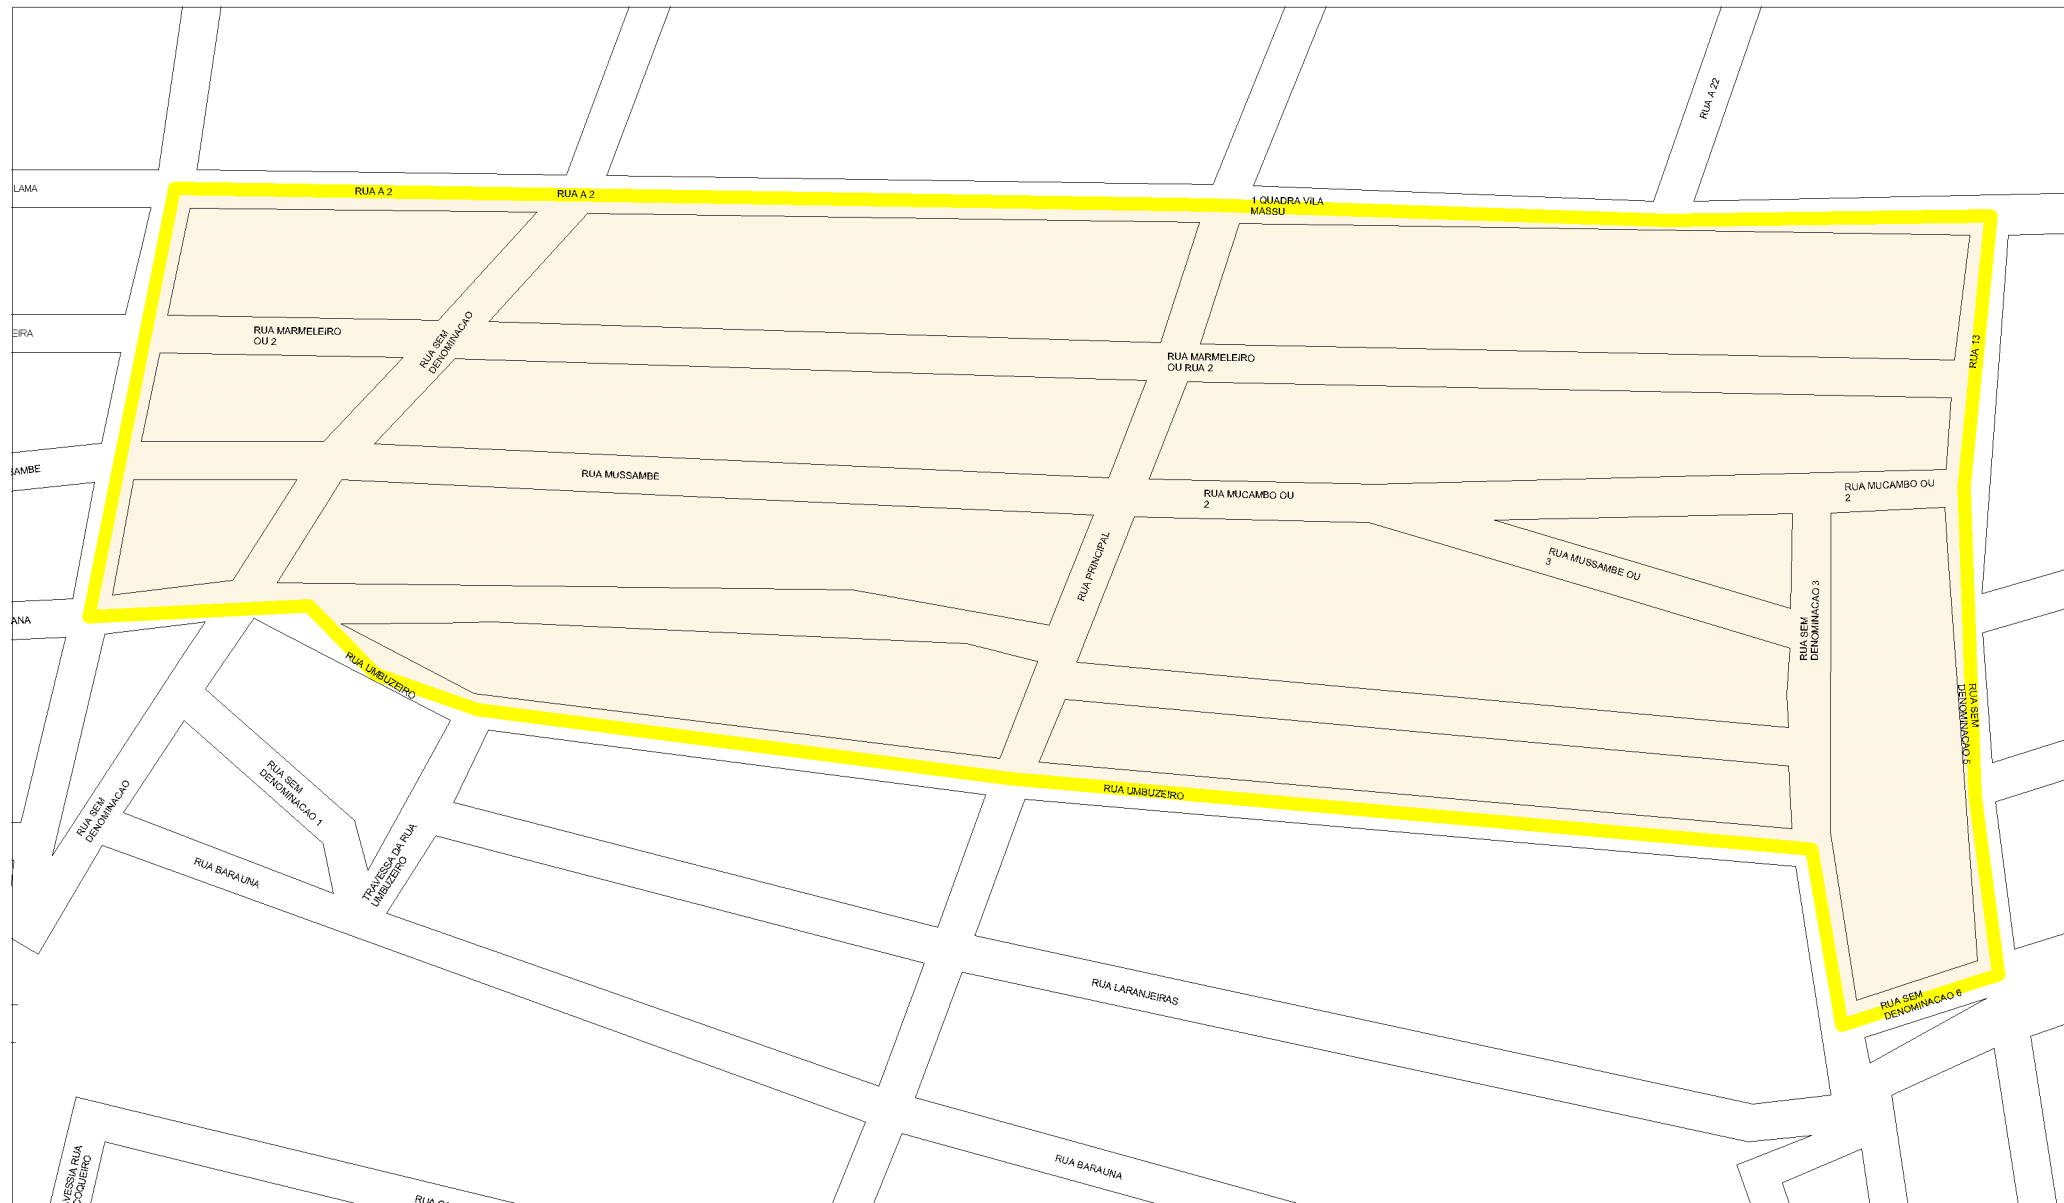 RUA A 22
LAMA
RUA A 2
RUA A 2
1 QUADRA VILA
MASSU
EIRA
RUA MARMELEIRO
OU 2
RUA SEM
DENOMINACAO
RUA MARMELEIRO
OU RUA 2
RUA 13
RUA MUSSAMBE
RUA MUCAMBO OU
2
RUA MUCAMBO OU
2
RUA PRINCIPAL
RUA MUSSAMBE OU
3
RUA SEM
DENOMINACAO 3
ANA
RUA UMBUZEIRO
RUA SEM
DENOMINACAO 5
RUA SEM
DENOMINACAO 1
RUA SEM
DENOMINACAO
RUA UMBUZEIRO
RUA BARAUNA
TRAVESSA DA RUA
UMBUZEIRO
RUA LARANJEIRAS
RUA SEM
DENOMINACAO 6
RUA BARAUNA
VESSIA RUA
OQUEIRO